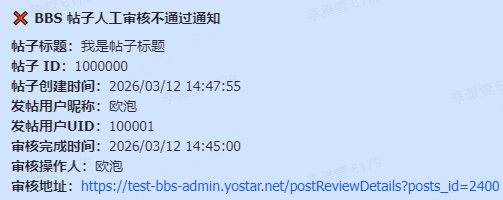 ❌ BBS 帖子人工审核不通过通知
帖子标题：我是帖子标题
帖子 ID：1000000
帖子创建时间：2026/03/12 14:47:55
发帖用户昵称：欧泡
发帖用户UID：100001
审核完成时间：2026/03/12 14:45:00
审核操作人：欧泡
审核地址：https://test-bbs-admin.yostar.net/postReviewDetails?posts_id=2400